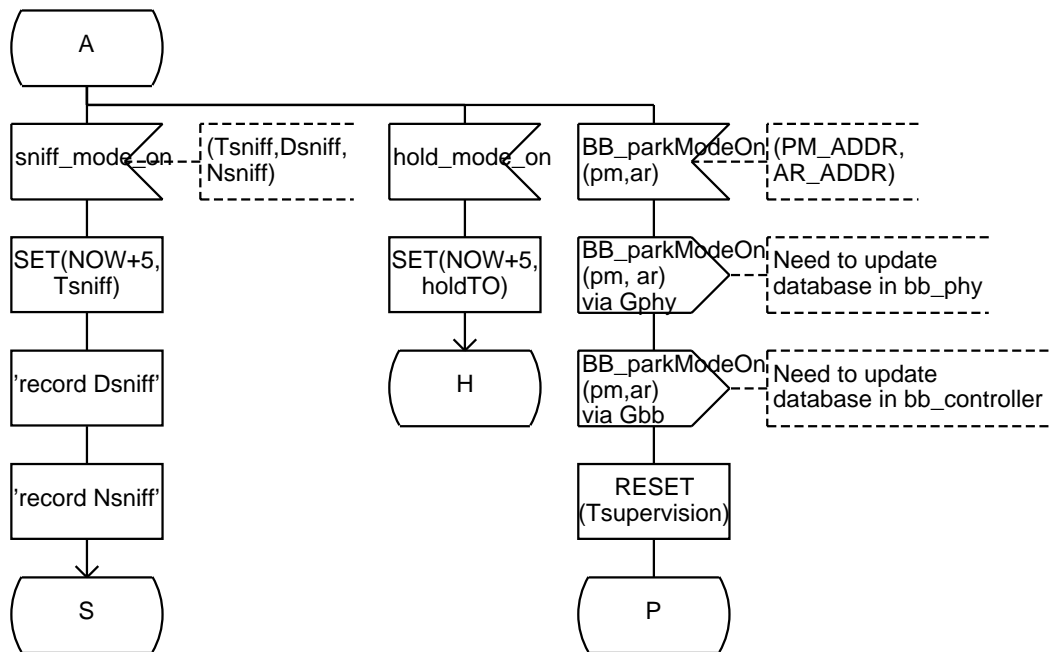 A
sniff_mode_on
(Tsniff,Dsniff,
Nsniff)
hold_mode_on
BB_parkModeOn
(pm,ar)
(PM_ADDR,
AR_ADDR)
SET(NOW+5,
Tsniff)
SET(NOW+5,
holdTO)
BB_parkModeOn
(pm, ar)
via Gphy
Need to update
database in bb_phy
'record Dsniff'
H
BB_parkModeOn
(pm,ar)
via Gbb
Need to update
database in bb_controller
'record Nsniff'
RESET
(Tsupervision)
S
P